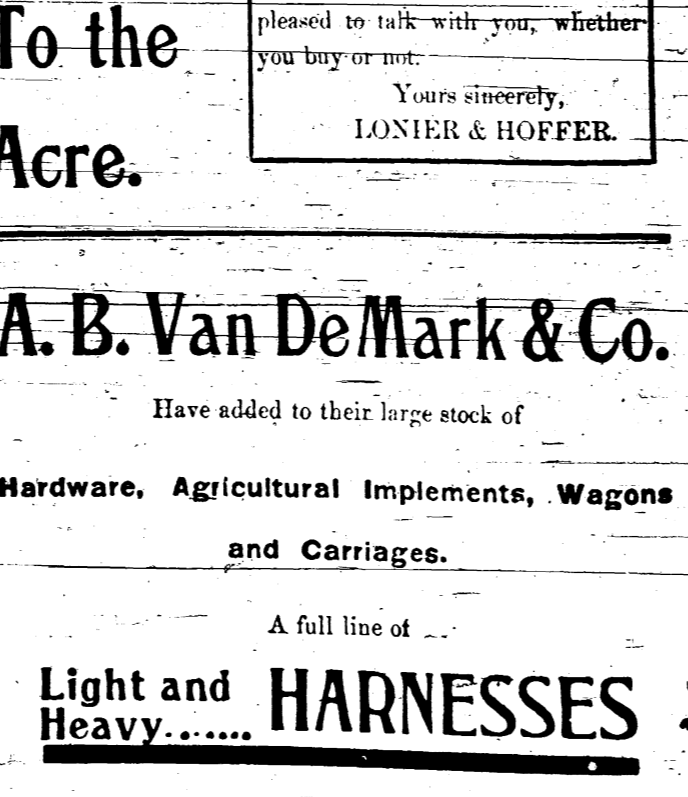 To the
Acre.
pleased to talk with you, whether
you buy or not.
Yours sincerely,
LONIER & HOFFER.
A. B. Van DeMark & Co.
Have added to their large stock of
Hardware, Agricultural Implements, Wagons
and Carriages.
A full line of
Light and
Heavy....... HARNESSES